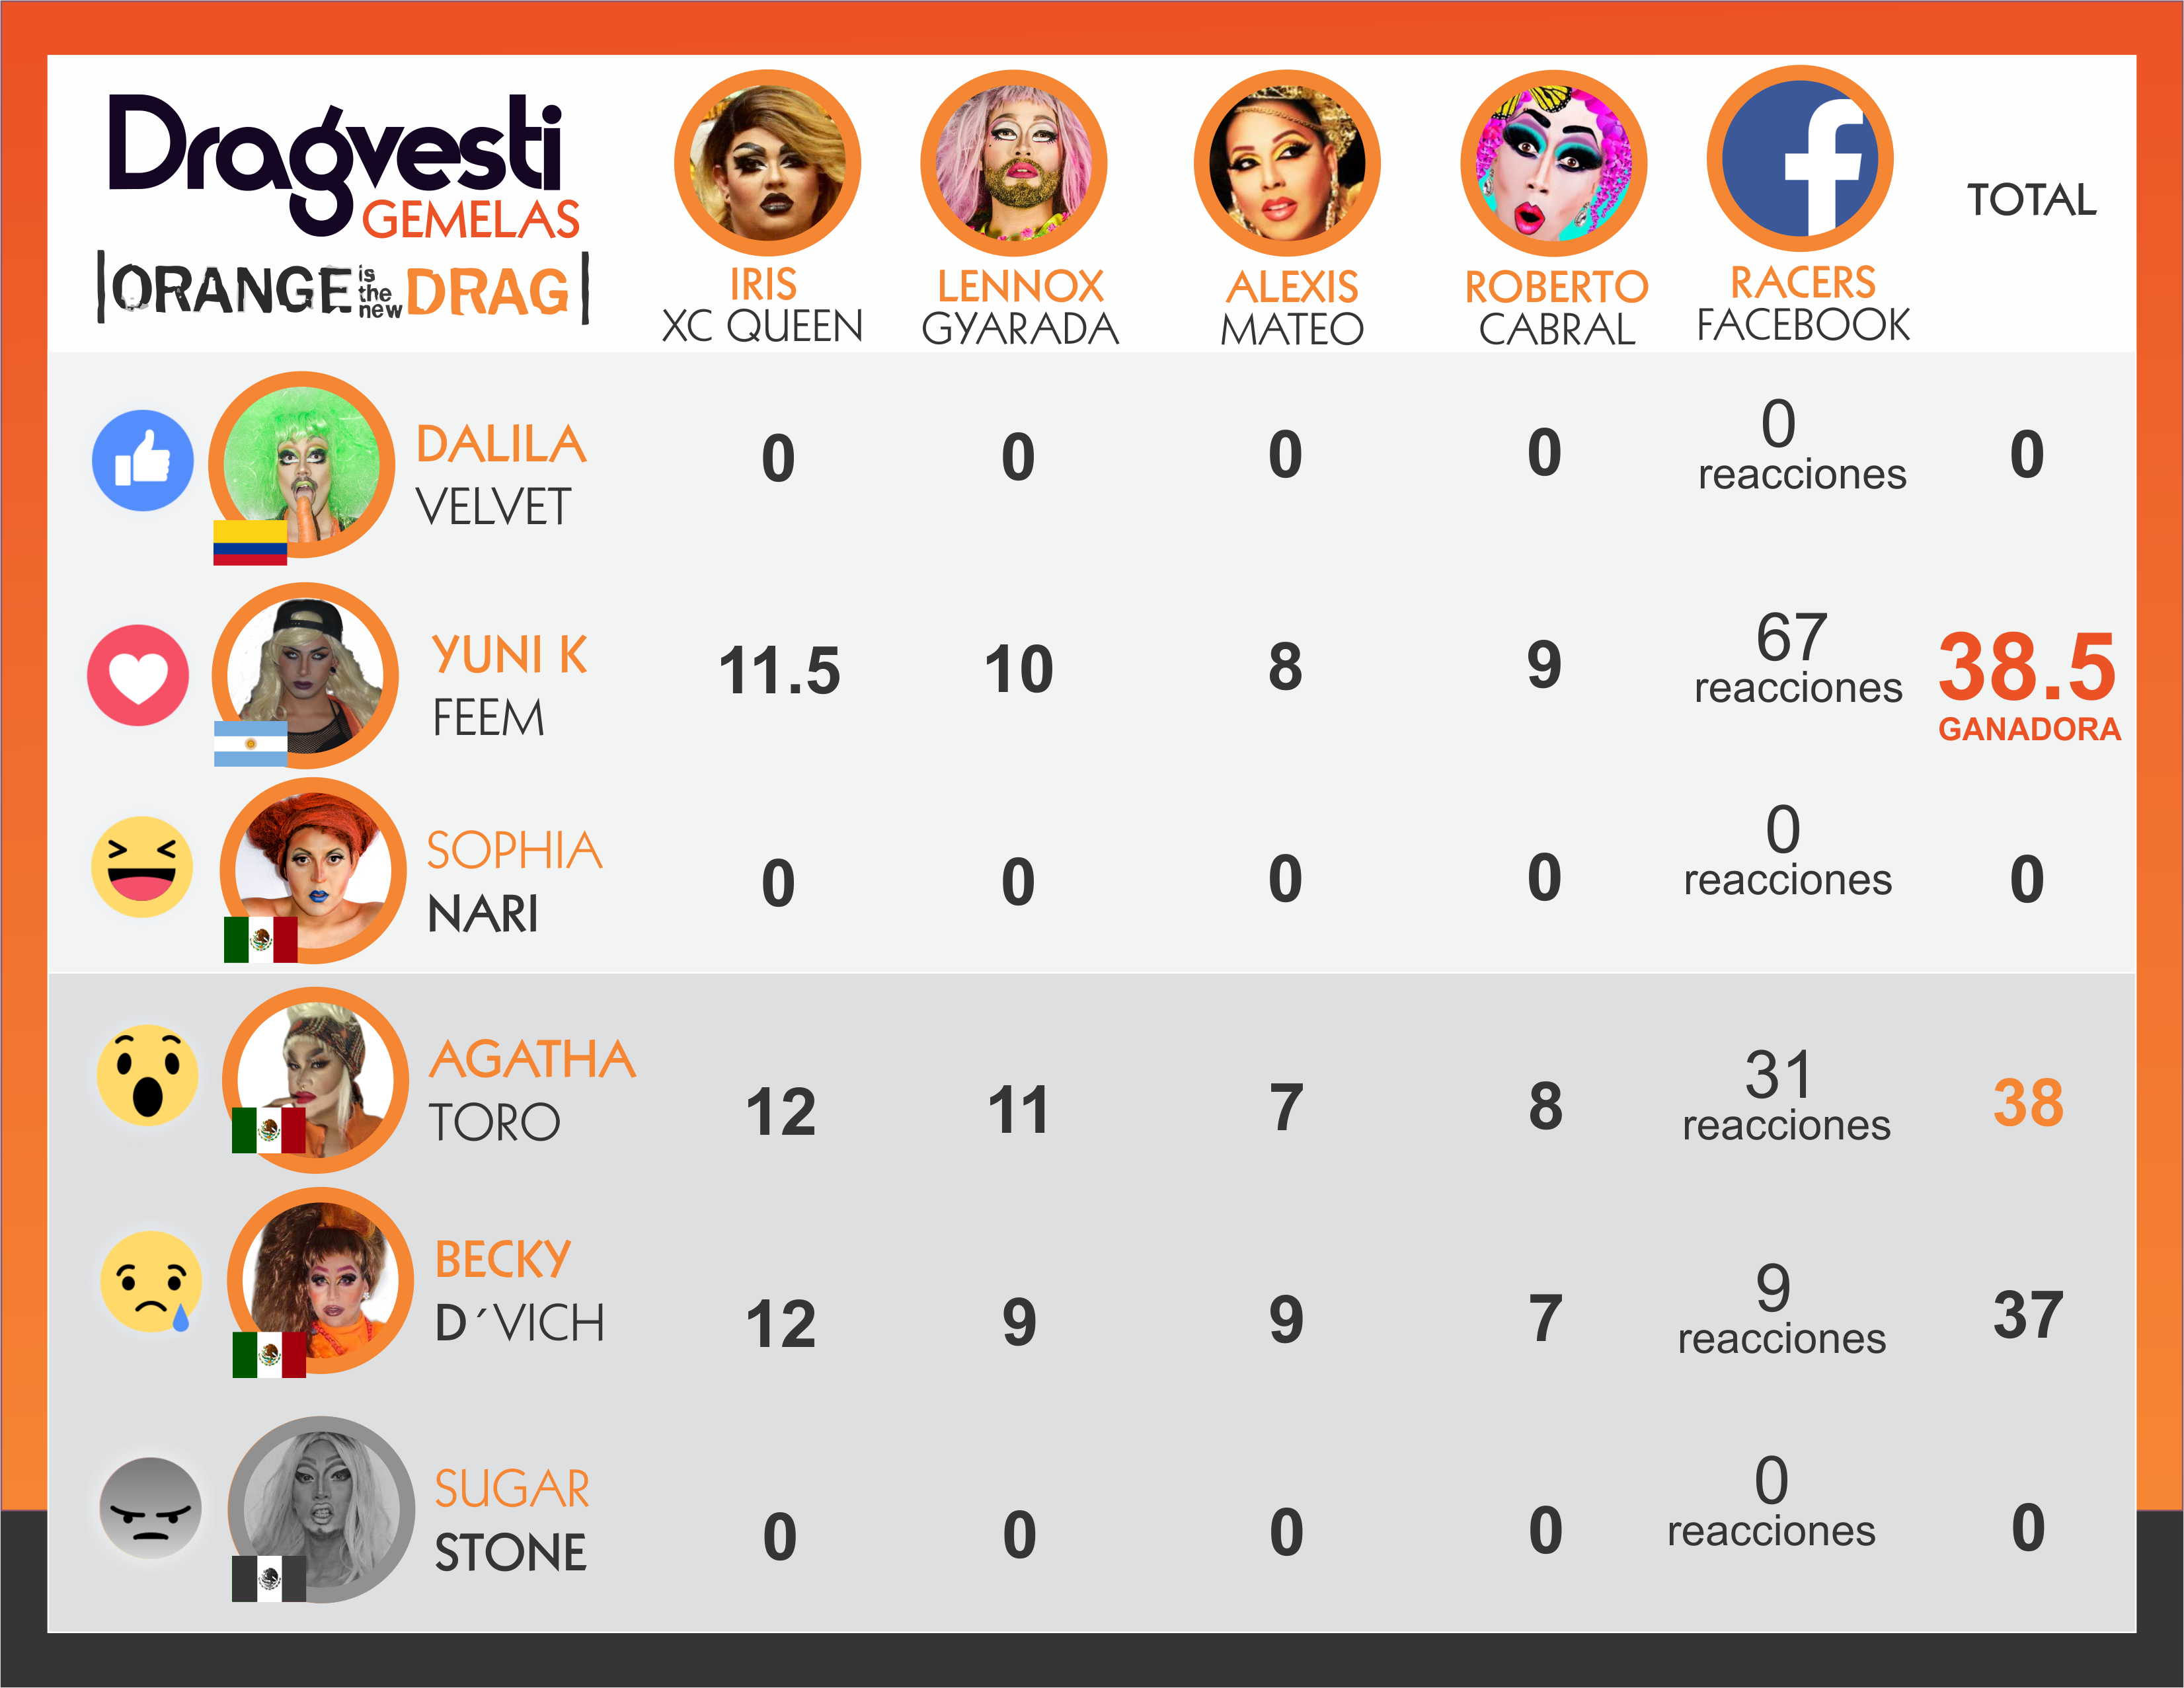 Dragvesti
GEMELAS
|ORANGE is the new DRAG|
IRIS
XC QUEEN
LENNOX
GYARADA
ALEXIS
MATEO
ROBERTO
CABRAL
RACERS
FACEBOOK
TOTAL
DALILA
VELVET
0 0 0 0 0 0
reacciones
YUNI K
FEEM
11.5 10 8 9 67 38.5
reacciones
GANADORA
SOPHIA
NARI
0 0 0 0 0 0
reacciones
AGATHA
TORO
12 11 7 8 31 38
reacciones
BECKY
D´VICH
12 9 9 7 9 37
reacciones
SUGAR
STONE
0 0 0 0 0 0
reacciones